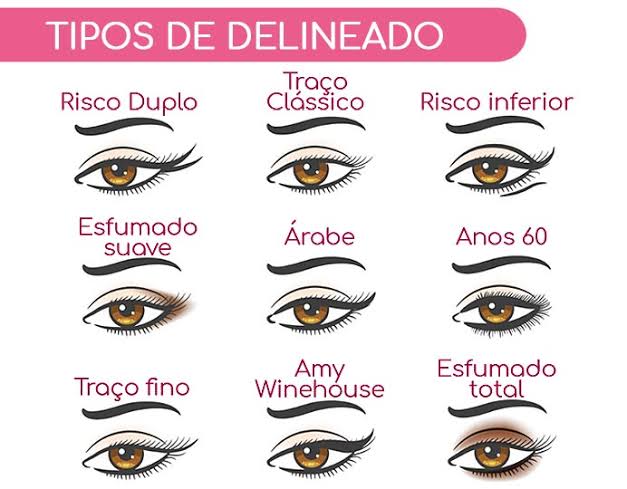 TIPOS DE DELINEADO
Risco Duplo
Traço
Clássico
Risco inferior
Esfumado
suave
Árabe
Anos 60
Traço fino
Amy
Winehouse
Esfumado
total